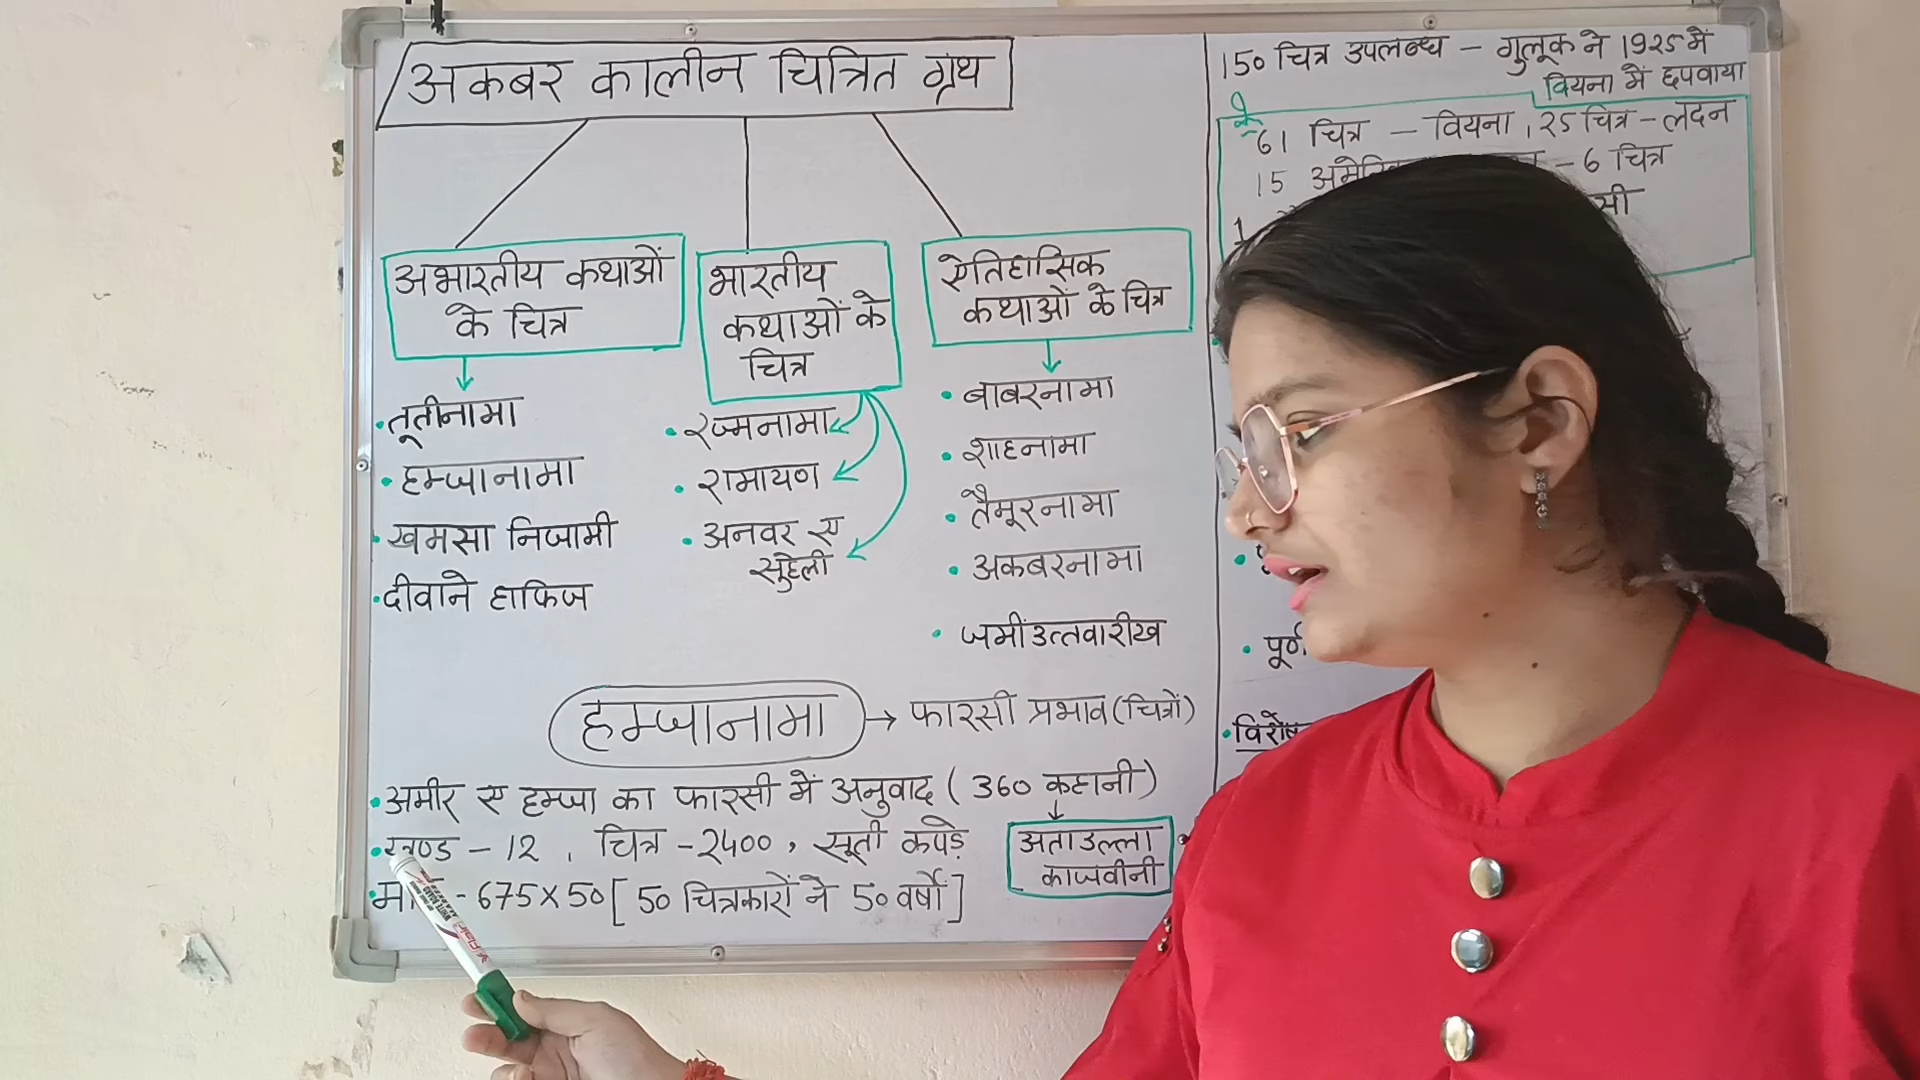 अकबर कालीन चित्रित ग्रंथ
अभारतीय कथाओं
के चित्र
तूतीनामा
हम्जानामा
खमसा निजामी
दीवाने हाफिज
भारतीय
कथाओं के
चित्र
रज्मनामा
रामायण
अनवर ए
सुहेली
ऐतिहासिक
कथाओं के चित्र
बाबरनामा
शाहनामा
तैमूरनामा
अकबरनामा
जमीउत्तवारीख
हम्जानामा → फारसी प्रभाव (चित्रों)
अमीर ए हम्जा का फारसी में अनुवाद ( 360 कहानी)
खण्ड - 12 , चित्र - 2400 , सूती कपड़े
अताउल्ला
काजवीनी
- 675 x 50 [ 50 चित्रकारों ने 50 वर्षों ]
150 चित्र उपलब्ध - गुलूक ने 1925 में
वियना में छपवाया
61 चित्र - वियना , 25 चित्र - लंदन
15 - 6 चित्र
1